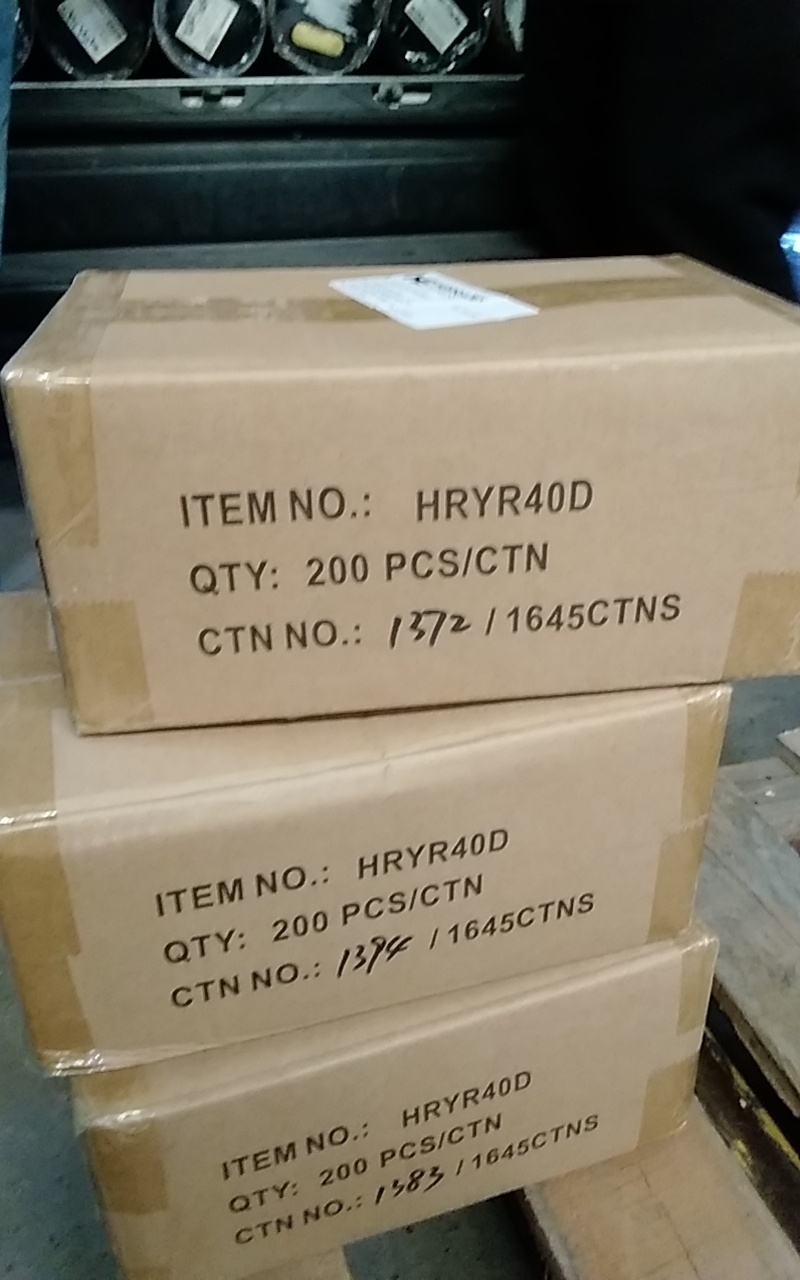 ITEM NO.: HRYR40D
QTY: 200 PCS/CTN
CTN NO.: 1372 / 1645CTNS
ITEM NO.: HRYR40D
QTY: 200 PCS/CTN
CTN NO.: 1394 / 1645CTNS
ITEM NO.: HRYR40D
QTY: 200 PCS/CTN
CTN NO.: 1383 / 1645CTNS